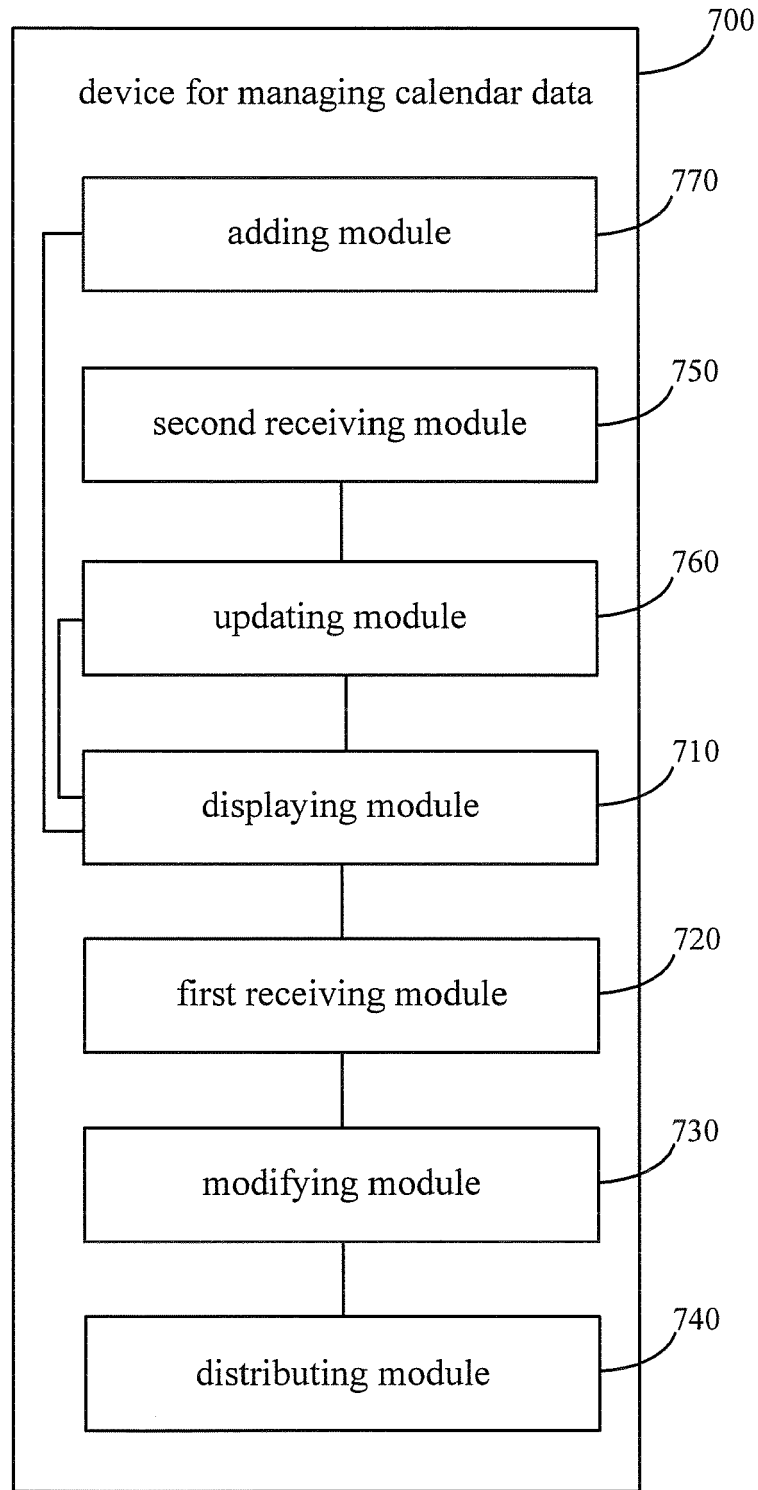 700
device for managing calendar data
770
adding module
750
second receiving module
760
updating module
710
displaying module
720
first receiving module
730
modifying module
740
distributing module